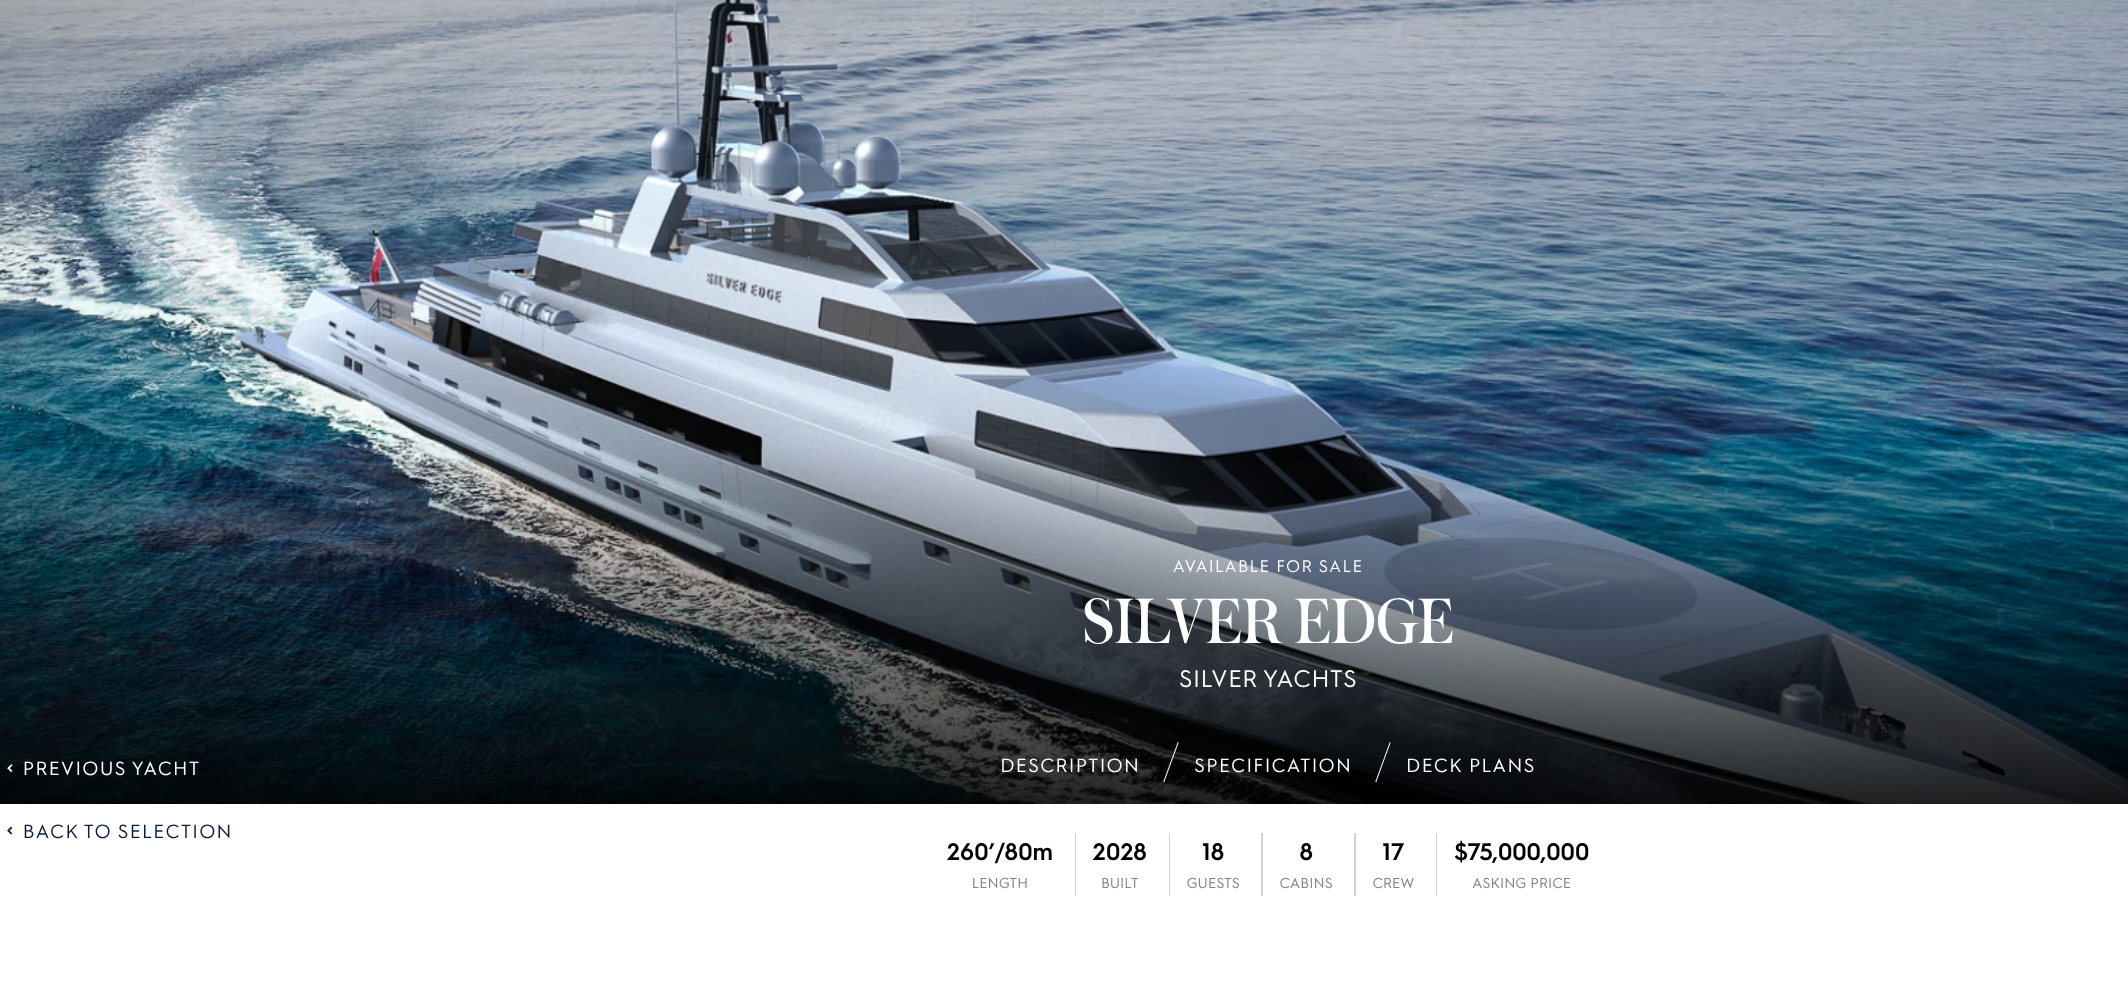 SILVER EDGE
H
AVAILABLE FOR SALE
SILVER EDGE
SILVER YACHTS
DESCRIPTION / SPECIFICATION / DECK PLANS
‹ PREVIOUS YACHT
‹ BACK TO SELECTION
260’/80m 2028 18 8 17 $75,000,000
LENGTH BUILT GUESTS CABINS CREW ASKING PRICE